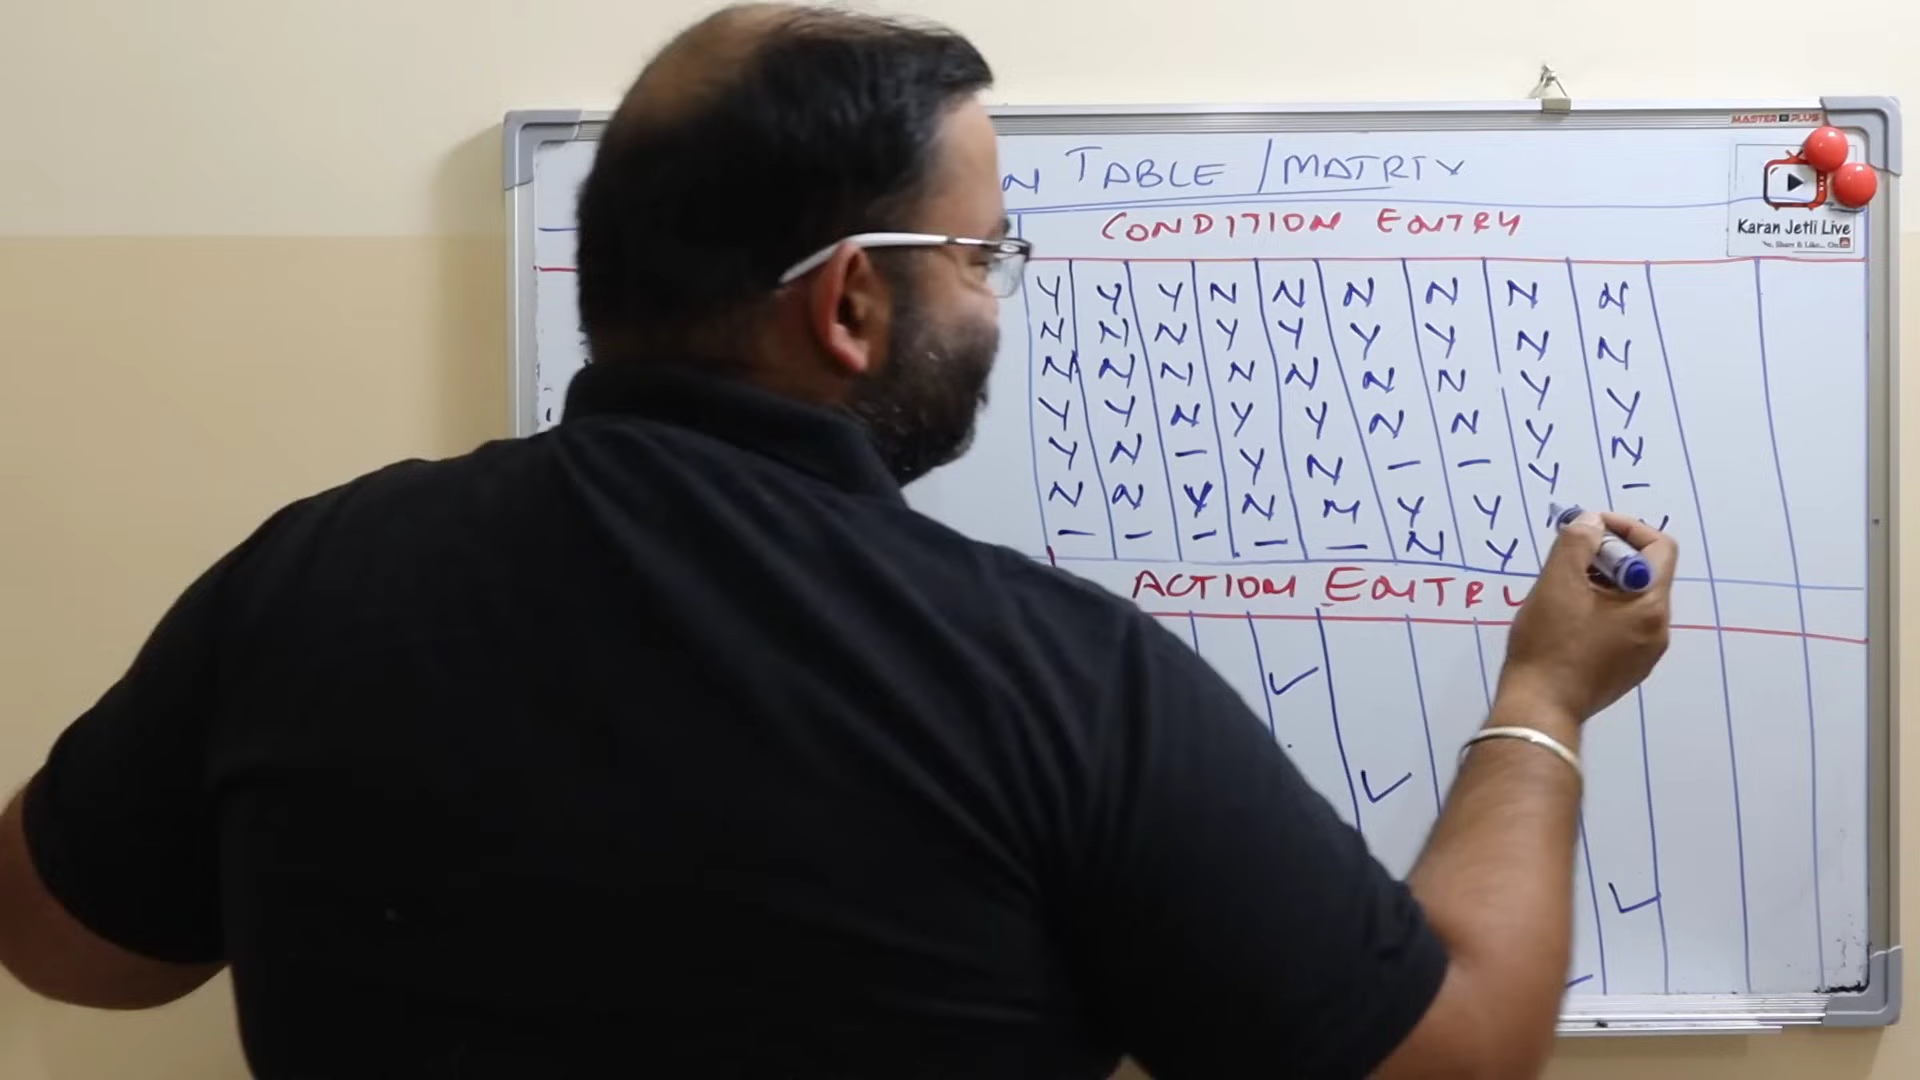 MASTER PLUS
N TABLE / MATRIX
Karan Jetli Live
CONDITION ENTRY
Y Y Y N N N N N N
N N N Y Y Y Y N N
N N N N N N N Y Y
Y Y N Y Y N N Y N
Y N - Y N - - Y -
N N Y N N Y Y Y
- - - - - N Y
ACTION ENTRY